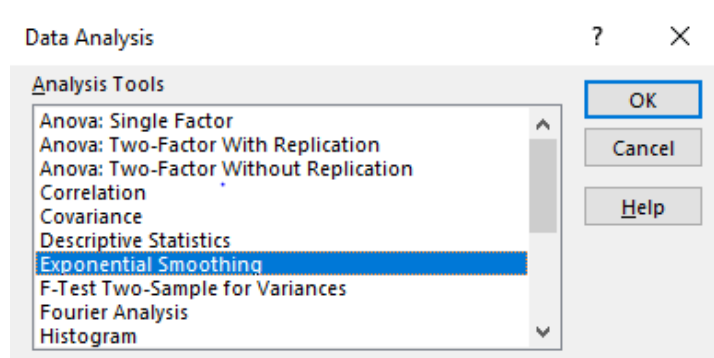 Data Analysis ? ✕
Analysis Tools
Anova: Single Factor
Anova: Two-Factor With Replication
Anova: Two-Factor Without Replication
Correlation
Covariance
Descriptive Statistics
Exponential Smoothing
F-Test Two-Sample for Variances
Fourier Analysis
Histogram
OK
Cancel
Help